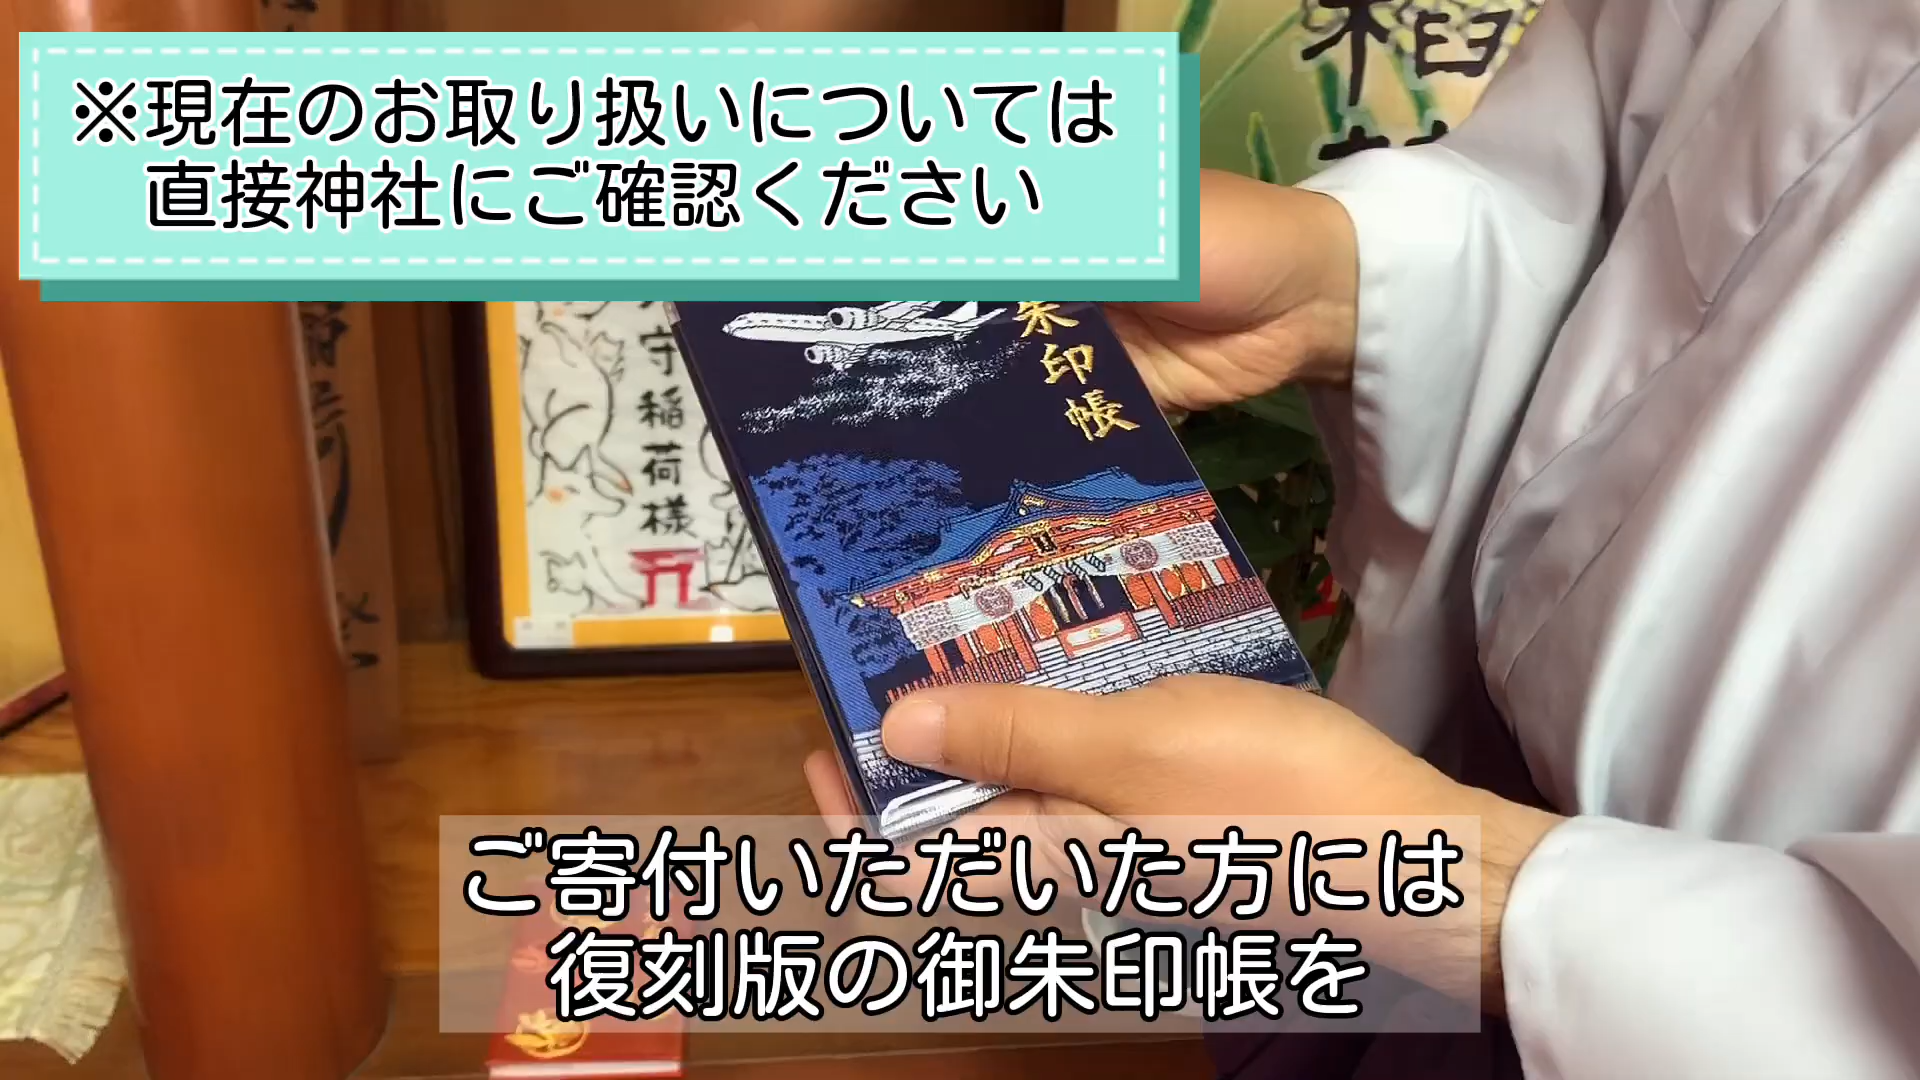 ※現在のお取り扱いについては
直接神社にご確認ください
朱印帳
守稲荷様
稻
ご寄付いただいた方には
復刻版の御朱印帳を